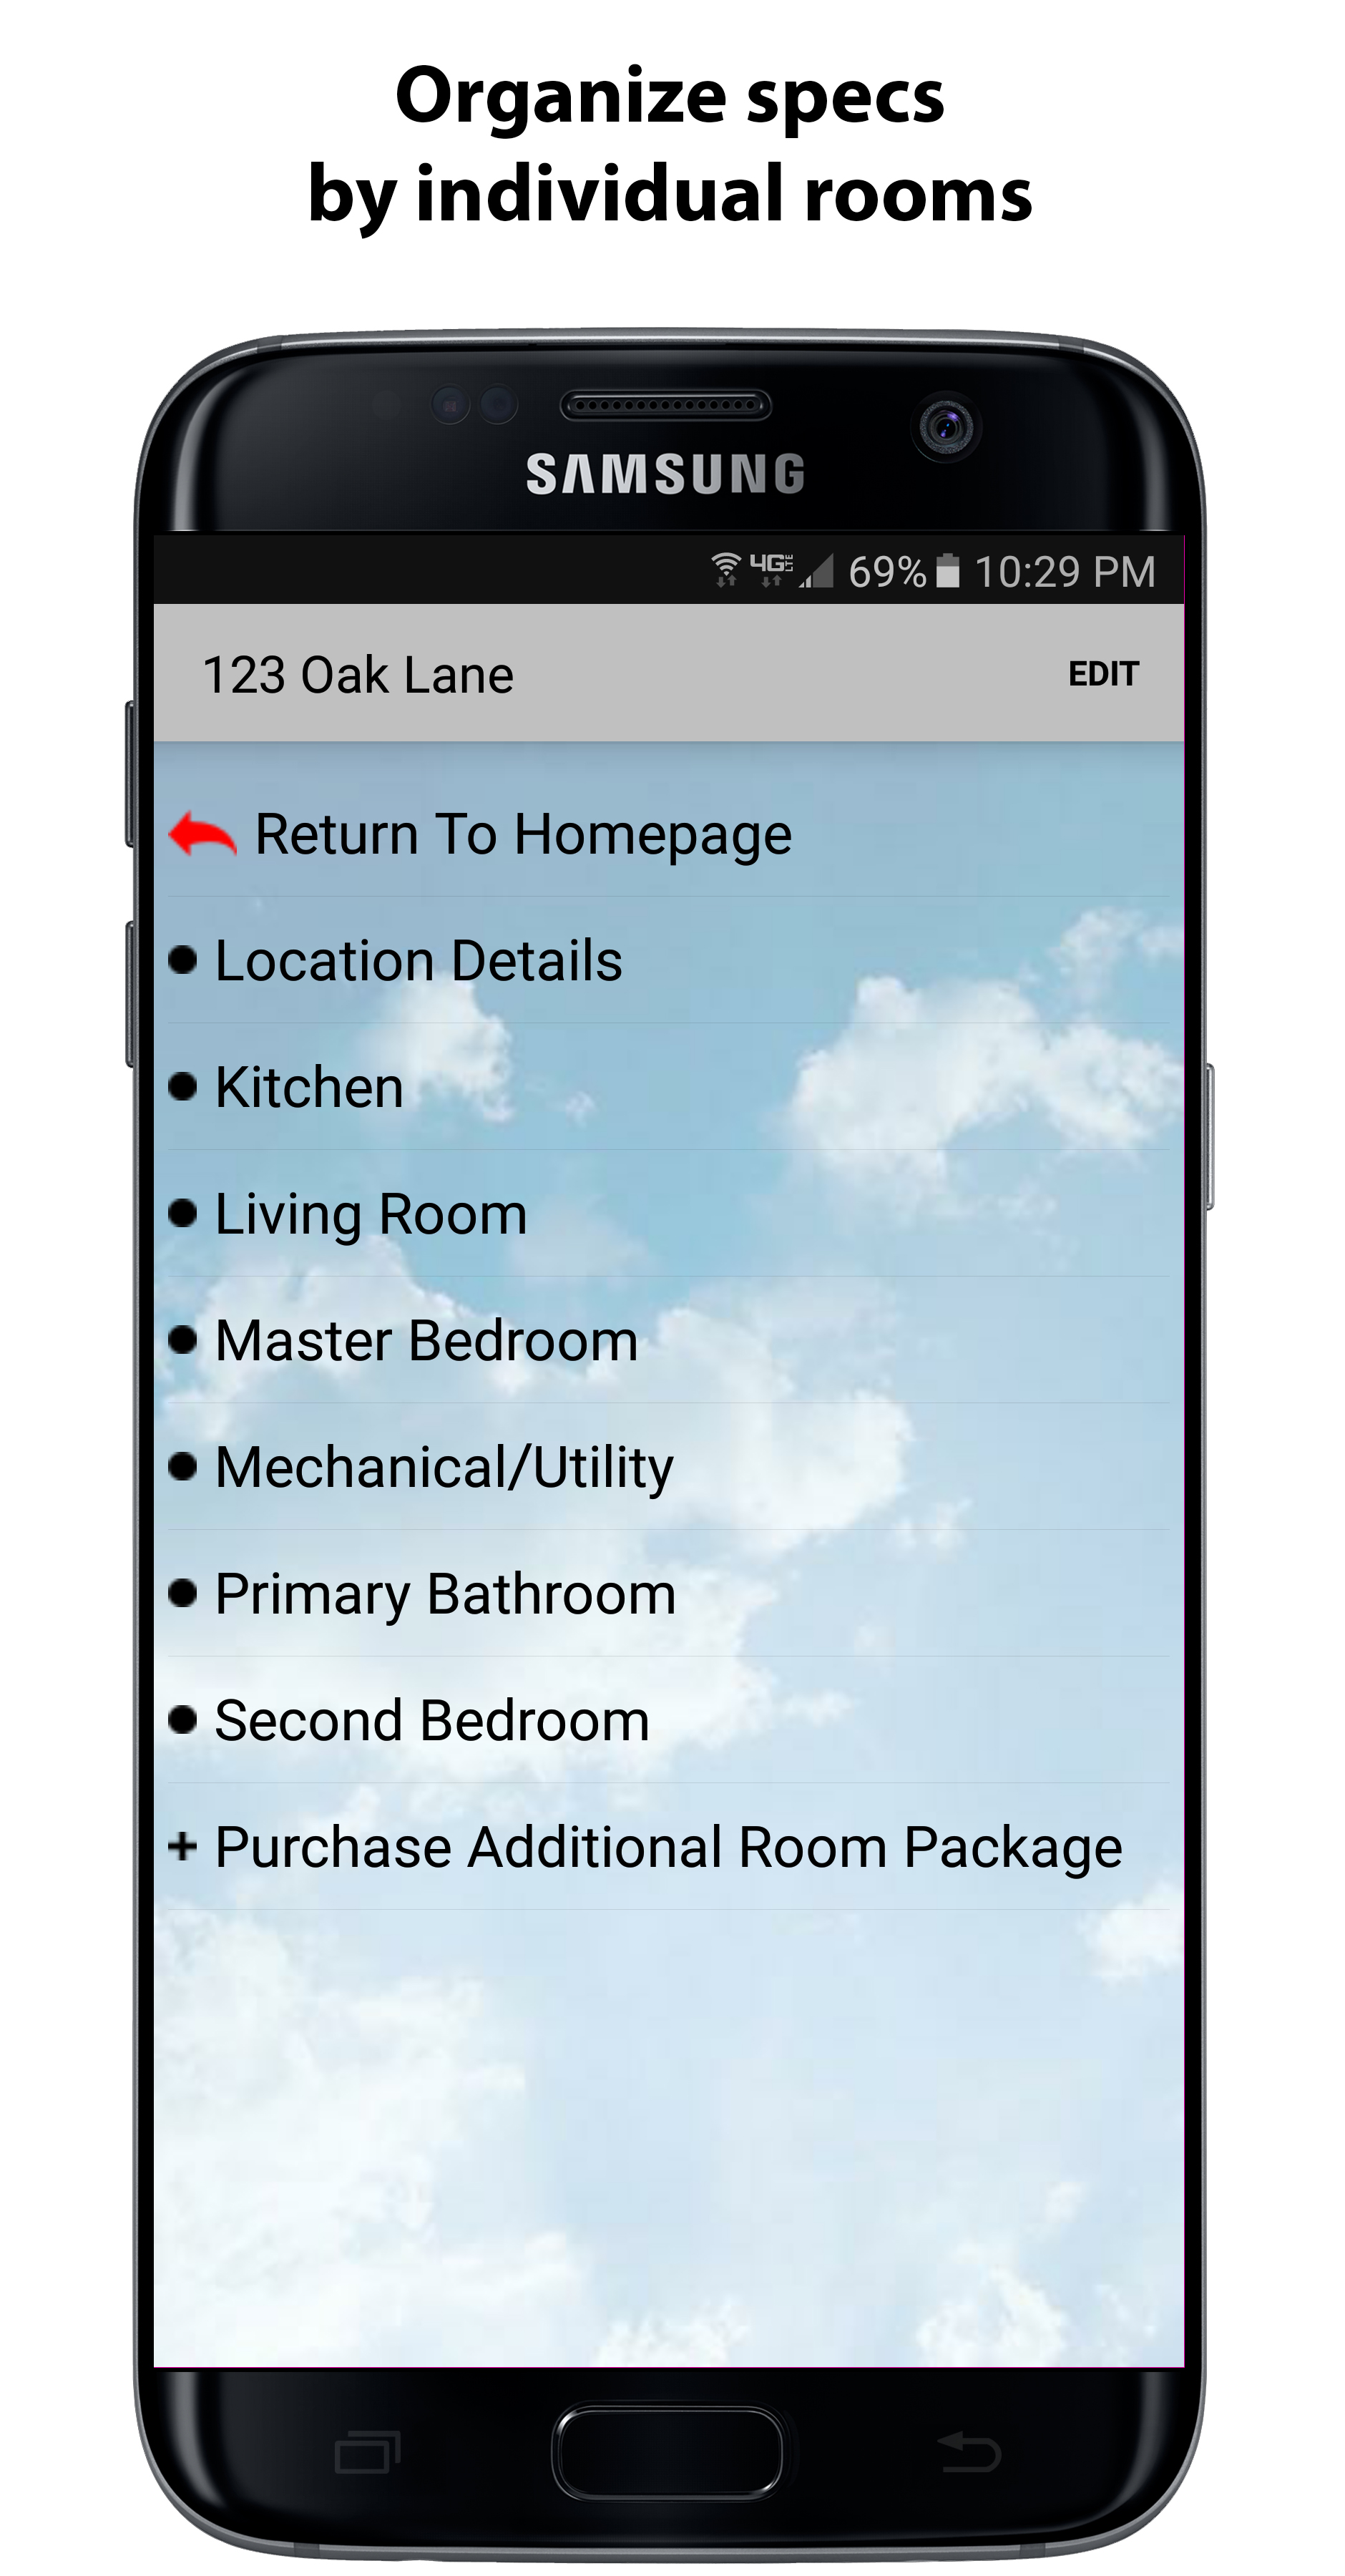 Organize specs
by individual rooms
SAMSUNG
4G LTE 69% 10:29 PM
123 Oak Lane EDIT
Return To Homepage
Location Details
Kitchen
Living Room
Master Bedroom
Mechanical/Utility
Primary Bathroom
Second Bedroom
+ Purchase Additional Room Package